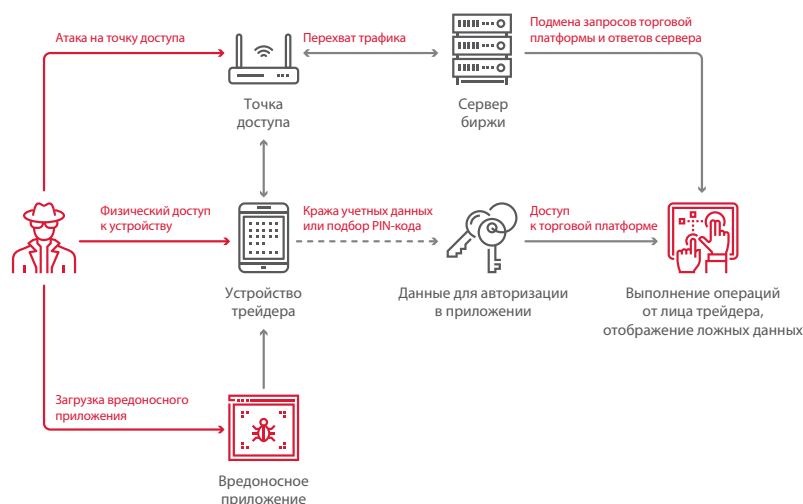 Атака на точку доступа
Перехват трафика
Подмена запросов торговой
платформы и ответов сервера
Точка
доступа
Сервер
биржи
Физический доступ
к устройству
Кража учетных данных
или подбор PIN-кода
Доступ
к торговой платформе
Устройство
трейдера
Данные для авторизации
в приложении
Выполнение операций
от лица трейдера,
отображение ложных данных
Загрузка вредоносного
приложения
Вредоносное
приложение